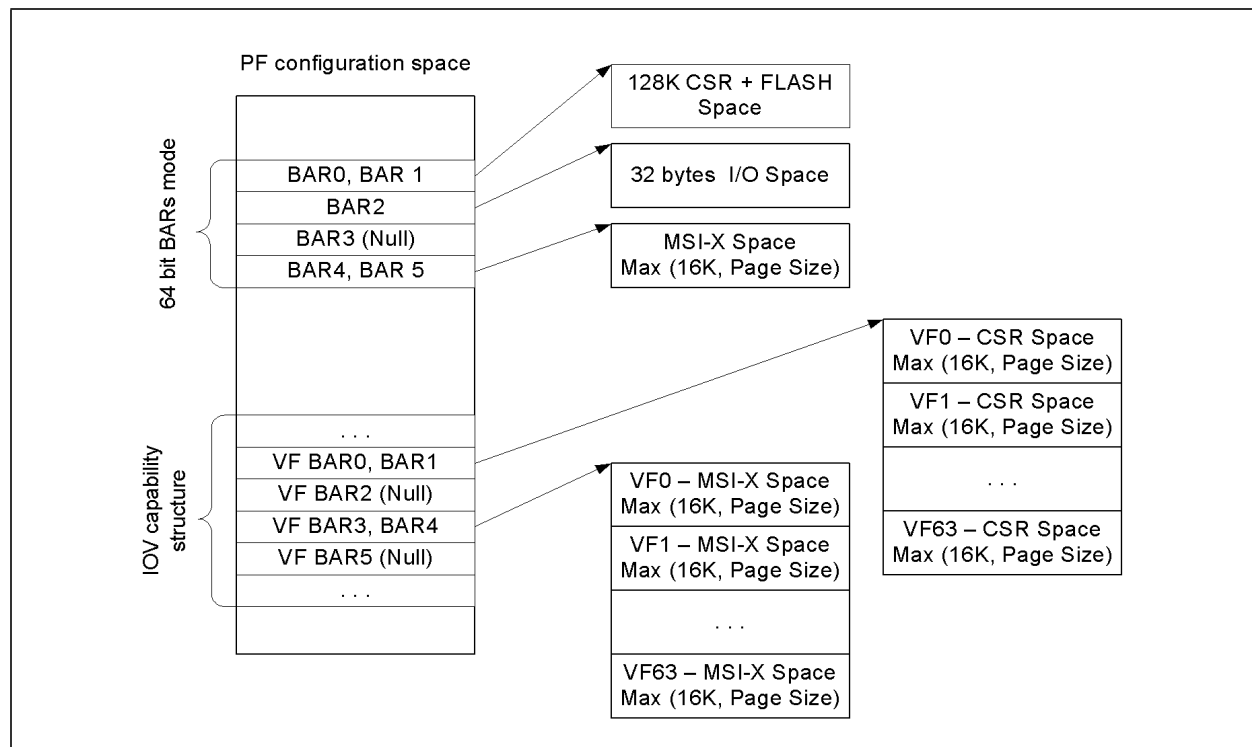 PF configuration space
64 bit BARs mode
BAR0, BAR 1
BAR2
BAR3 (Null)
BAR4, BAR 5
128K CSR + FLASH
Space
32 bytes I/O Space
MSI-X Space
Max (16K, Page Size)
IOV capability
structure
. . .
VF BAR0, BAR1
VF BAR2 (Null)
VF BAR3, BAR4
VF BAR5 (Null)
. . .
VF0 – MSI-X Space
Max (16K, Page Size)
VF1 – MSI-X Space
Max (16K, Page Size)
. . .
VF63 – MSI-X Space
Max (16K, Page Size)
VF0 – CSR Space
Max (16K, Page Size)
VF1 – CSR Space
Max (16K, Page Size)
. . .
VF63 – CSR Space
Max (16K, Page Size)